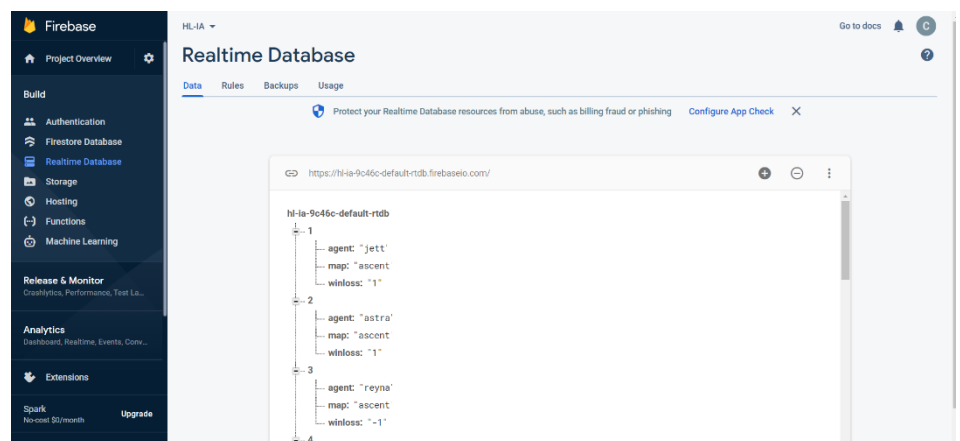 Firebase
Project Overview
Build
Authentication
Firestore Database
Realtime Database
Storage
Hosting
Functions
Machine Learning
Release & Monitor
Crashlytics, Performance, Test La...
Analytics
Dashboard, Realtime, Events, Conv...
Extensions
Spark
No-cost $0/month
Upgrade
HL-IA
Go to docs
C
Realtime Database
?
Data Rules Backups Usage
Protect your Realtime Database resources from abuse, such as billing fraud or phishing Configure App Check
https://hl-ia-9c46c-default-rtdb.firebaseio.com/
hl-ia-9c46c-default-rtdb
1
agent: "jett'
map: "ascent
winloss: "1"
2
agent: "astra'
map: "ascent
winloss: "1"
3
agent: "reyna'
map: "ascent
winloss: "-1"
4